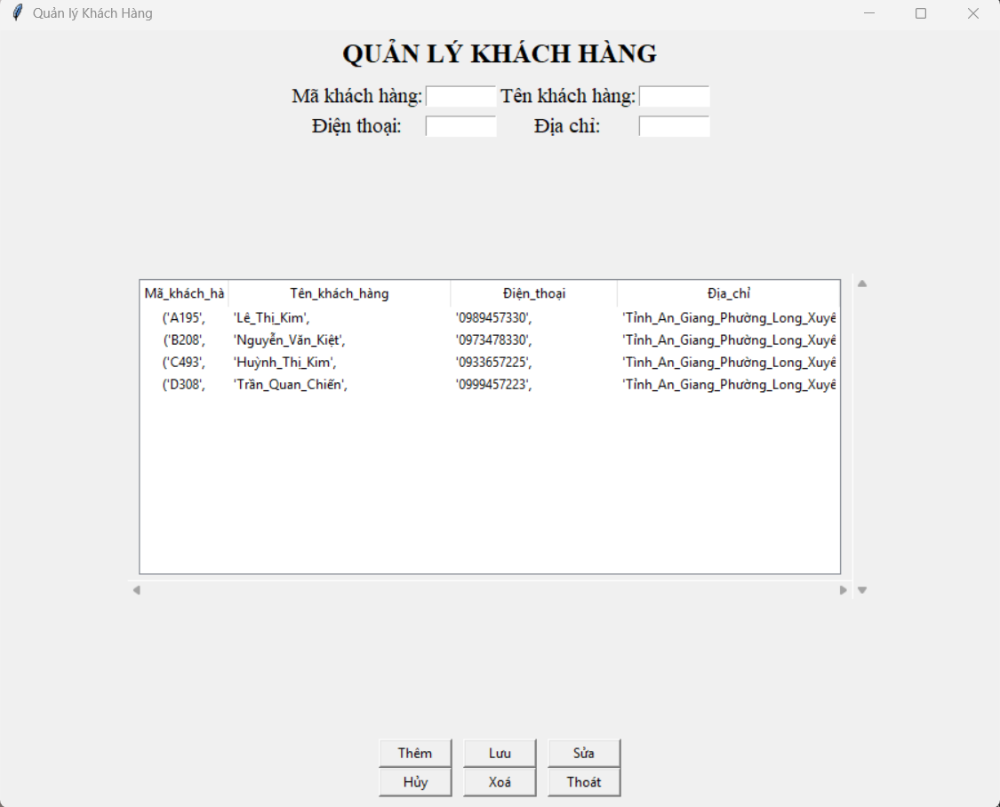 Quản lý Khách Hàng
QUẢN LÝ KHÁCH HÀNG
Mã khách hàng: Tên khách hàng:
Điện thoại: Địa chỉ:
Mã_khách_hà Tên_khách_hàng Điện_thoại Địa_chỉ
('A195', 'Lê_Thị_Kim', '0989457330', 'Tỉnh_An_Giang_Phường_Long_Xuyê
('B208', 'Nguyễn_Văn_Kiệt', '0973478330', 'Tỉnh_An_Giang_Phường_Long_Xuyê
('C493', 'Huỳnh_Thị_Kim', '0933657225', 'Tình_An_Giang_Phường_Long_Xuyê
('D308', 'Trần_Quan_Chiến', '0999457223', 'Tỉnh_An_Giang_Phường_Long_Xuyê
Thêm Lưu Sửa
Hủy Xoá Thoát